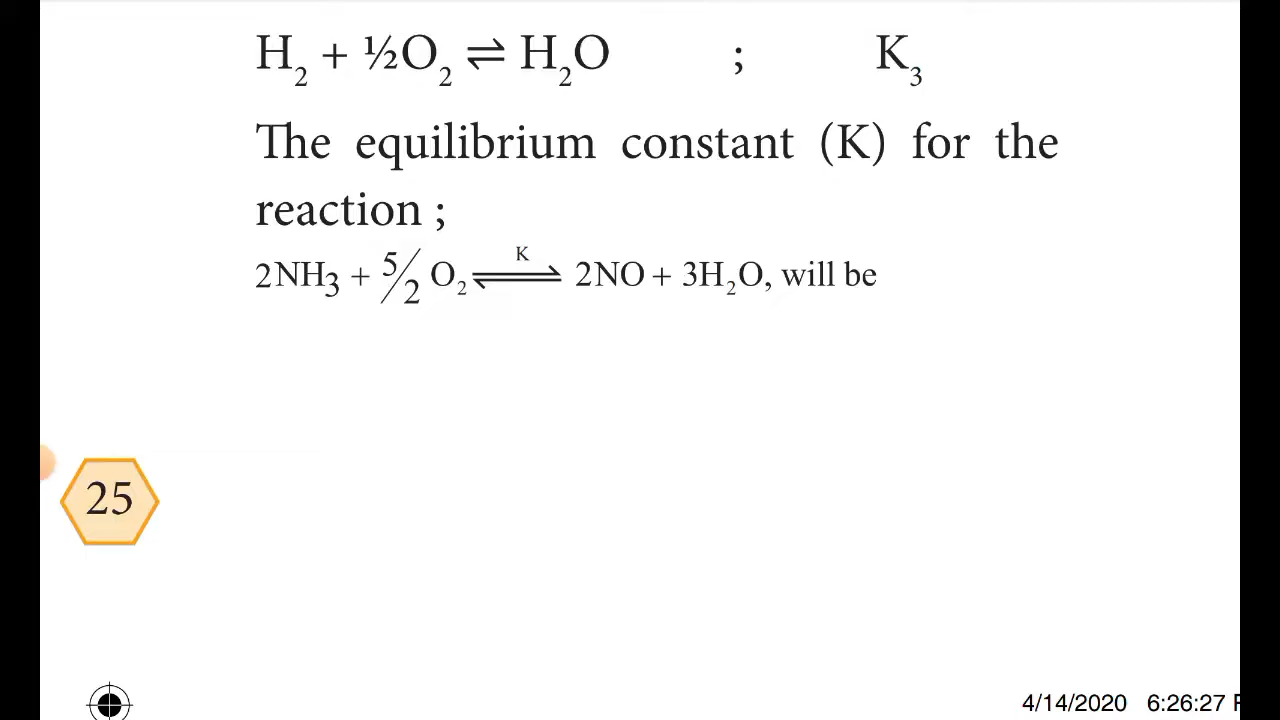 H₂ + ½O₂ ⇌ H₂O ; K₃
The equilibrium constant (K) for the
reaction ;
2NH₃ + 5/2 O₂ ⇌ 2NO + 3H₂O, will be
K
25
4/14/2020 6:26:27